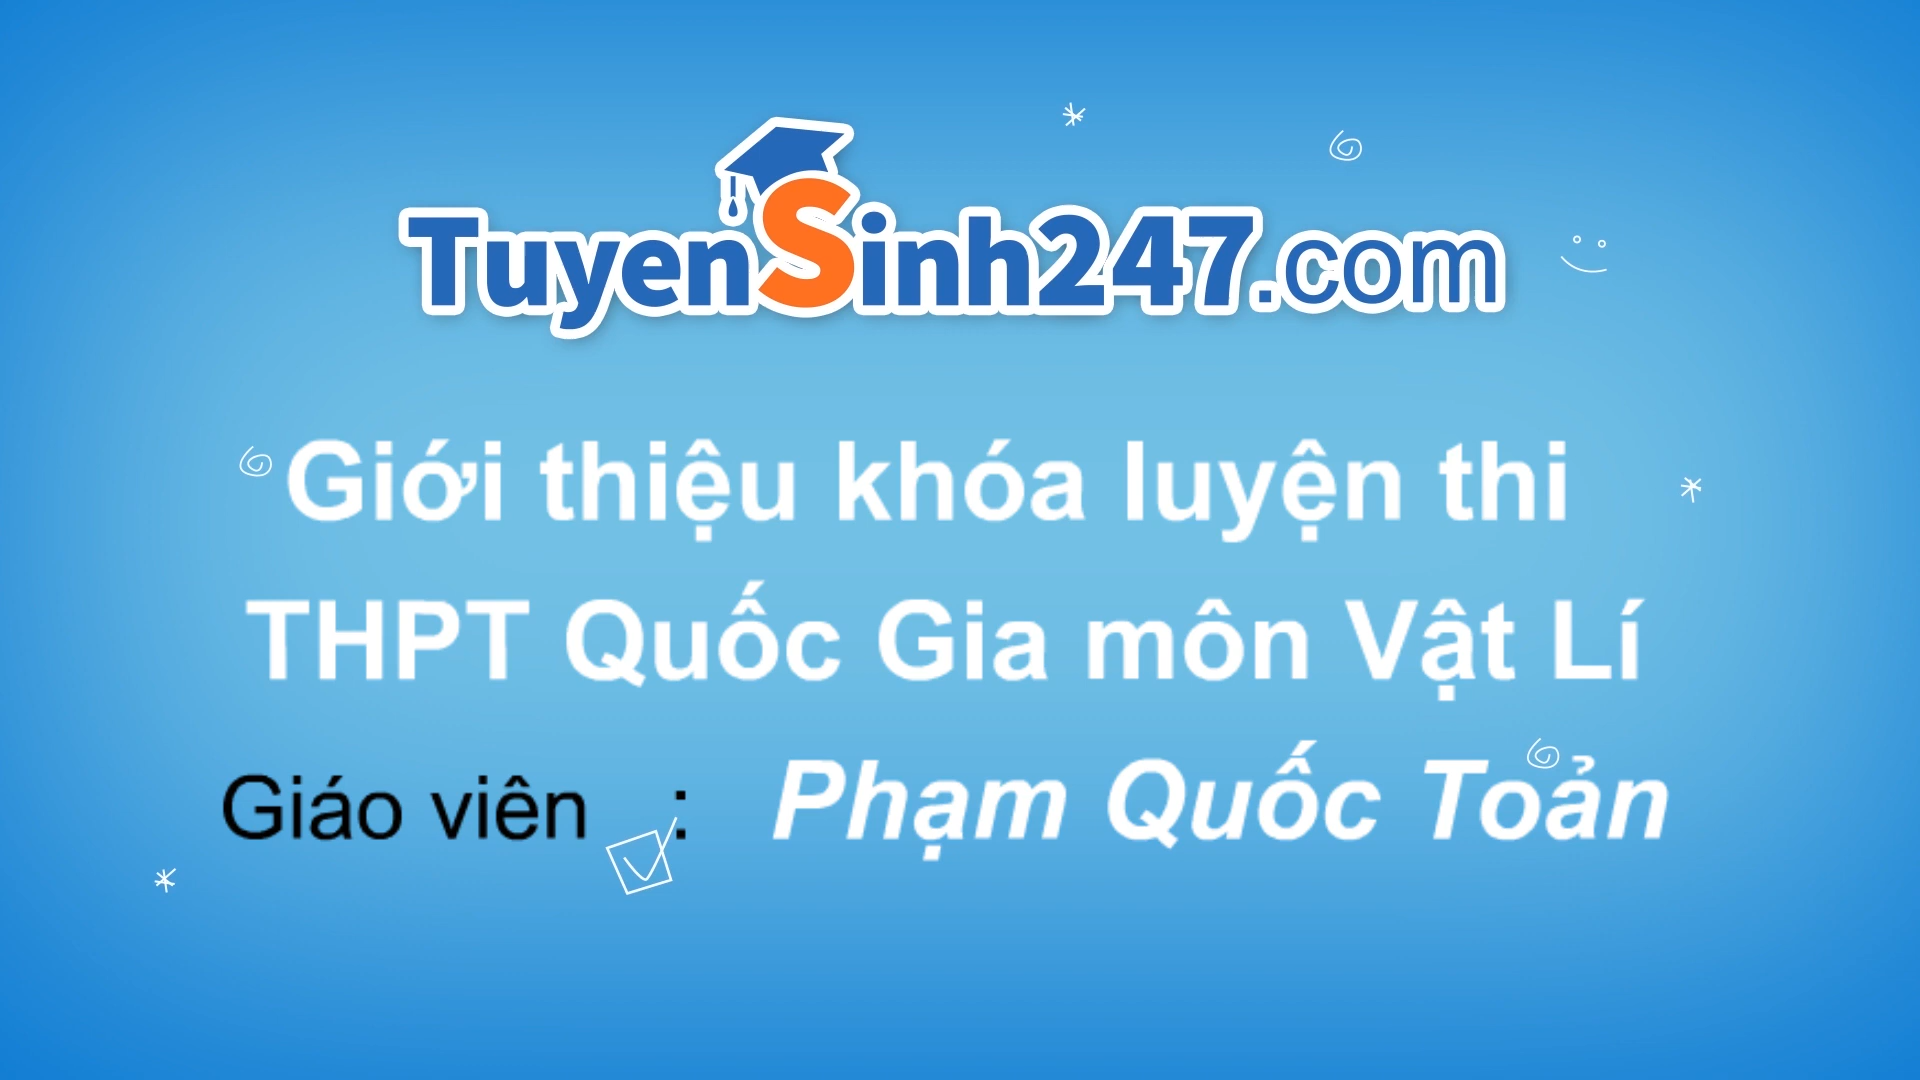 TuyenSinh247.com
Giới thiệu khóa luyện thi
THPT Quốc Gia môn Vật Lí
Giáo viên : Phạm Quốc Toản